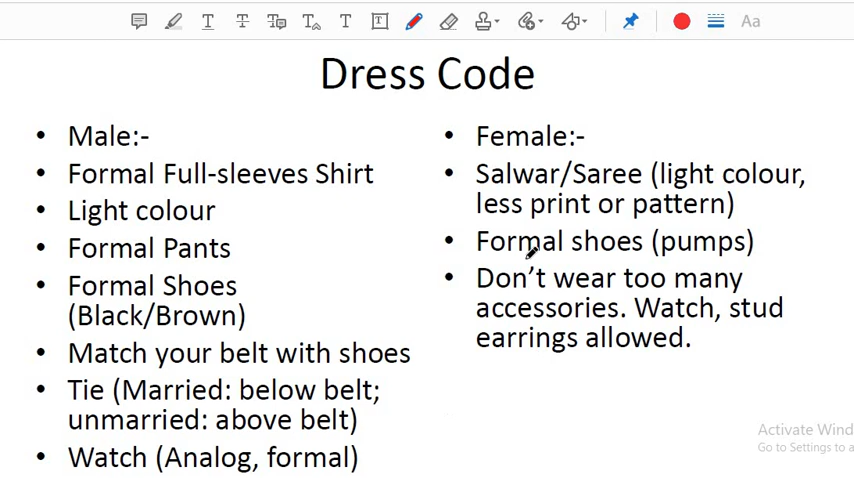 Dress Code
• Male:-
• Formal Full-sleeves Shirt
• Light colour
• Formal Pants
• Formal Shoes
(Black/Brown)
• Match your belt with shoes
• Tie (Married: below belt;
unmarried: above belt)
• Watch (Analog, formal)
• Female:-
• Salwar/Saree (light colour,
less print or pattern)
• Formal shoes (pumps)
• Don’t wear too many
accessories. Watch, stud
earrings allowed.
Activate Wind
Go to Settings to a
Aa